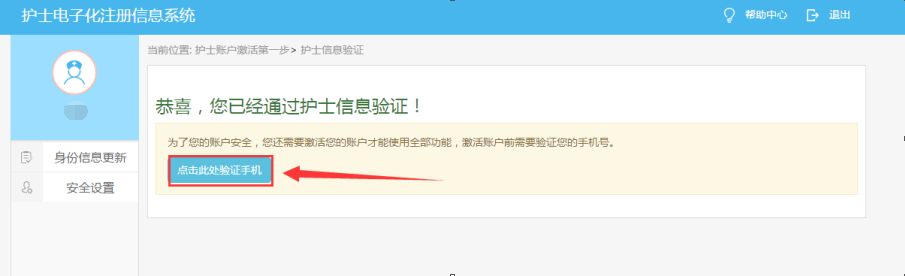 护士电子化注册信息系统
帮助中心 退出
当前位置: 护士账户激活第一步> 护士信息验证
恭喜，您已经通过护士信息验证！
为了您的账户安全，您还需要激活您的账户才能使用全部功能，激活账户前需要验证您的手机号。
点击此处验证手机
身份信息更新
安全设置